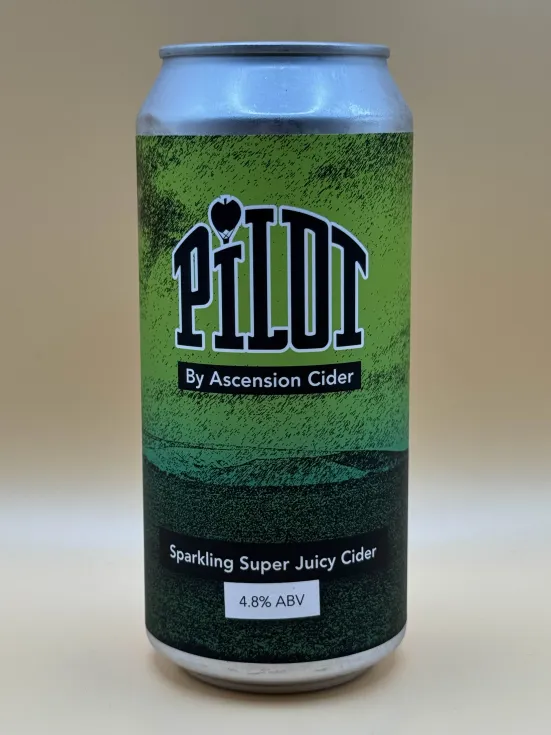 PiLOT
By Ascension Cider
Sparkling Super Juicy Cider
4.8% ABV